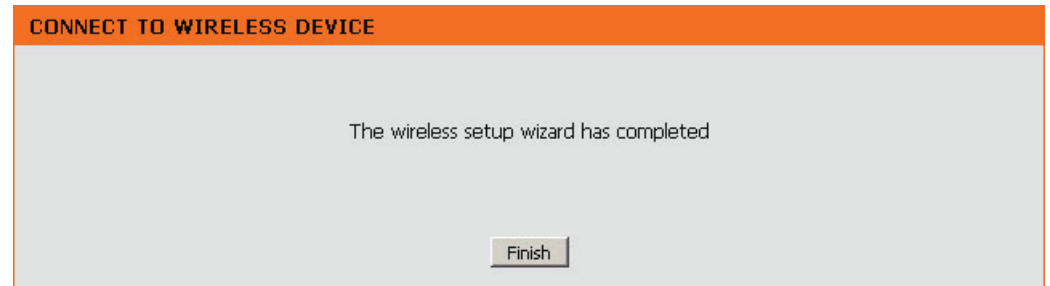 CONNECT TO WIRELESS DEVICE
The wireless setup wizard has completed
Finish